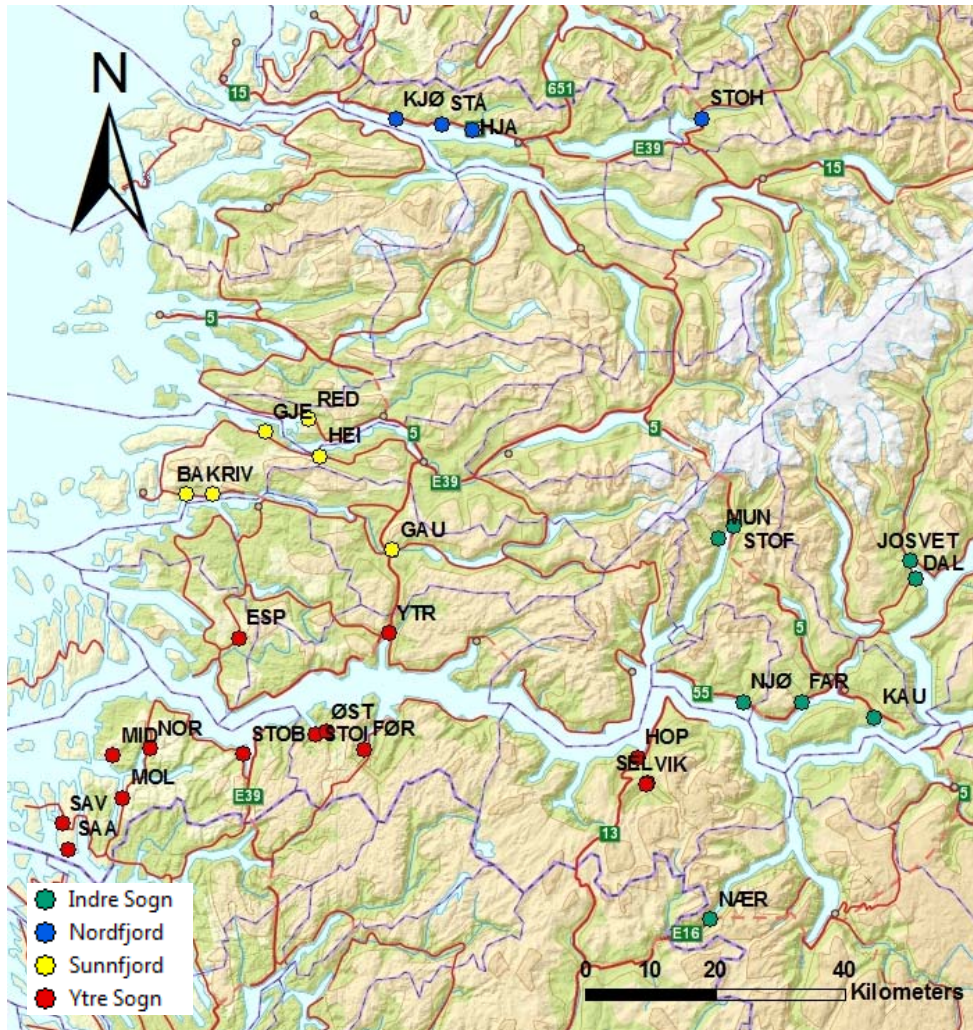 N
15
651
KJØ
STÅ
HJA
STOH
E39
15
5
RED
GJE
HEI
5
5
E39
BAKRIV
GAU
MUN
STOF
JOSVET
DAL
ESP
YTR
5
NJØ
FAR
55
KAU
ØST
NOR
MID
STOB
STOI
FØR
HOP
SELVIK
MOL
E39
SAV
SAA
13
5
Indre Sogn
Nordfjord
Sunnfjord
Ytre Sogn
NÆR
E16
0 10 20 40
Kilometers